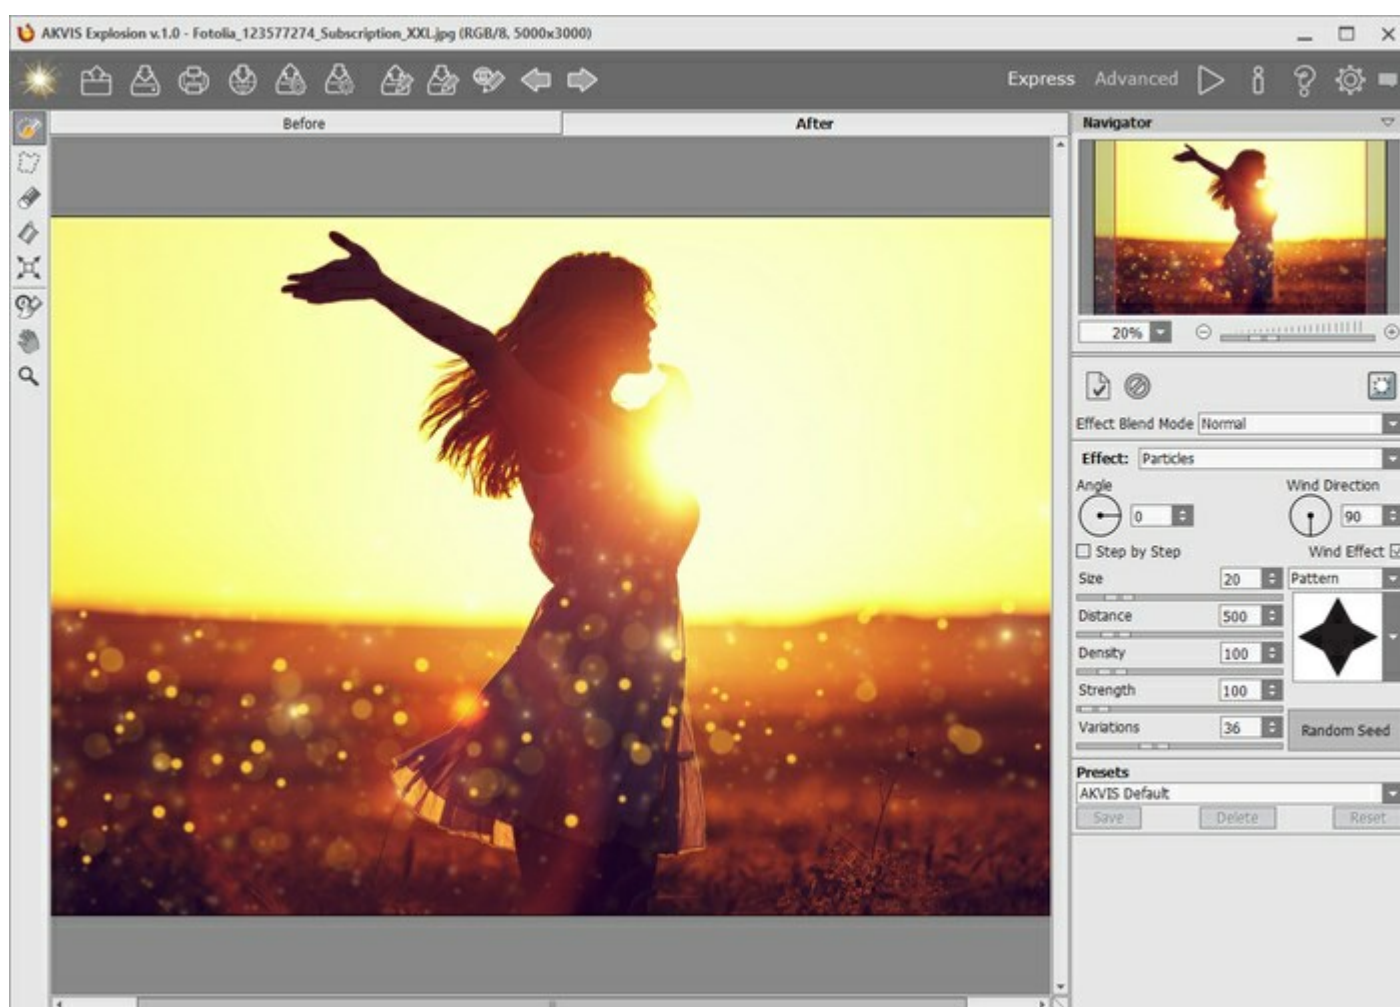 AKVIS Explosion v.1.0 - Fotolia_123577274_Subscription_XXL.jpg (RGB/8, 5000x3000)
Express Advanced
Before After
Navigator
20%
Effect Blend Mode Normal
Effect: Particles
Angle Wind Direction
0 90
Step by Step Wind Effect
Size 20 Pattern
Distance 500
Density 100
Strength 100
Variations 36 Random Seed
Presets
AKVIS Default
Save Delete Reset